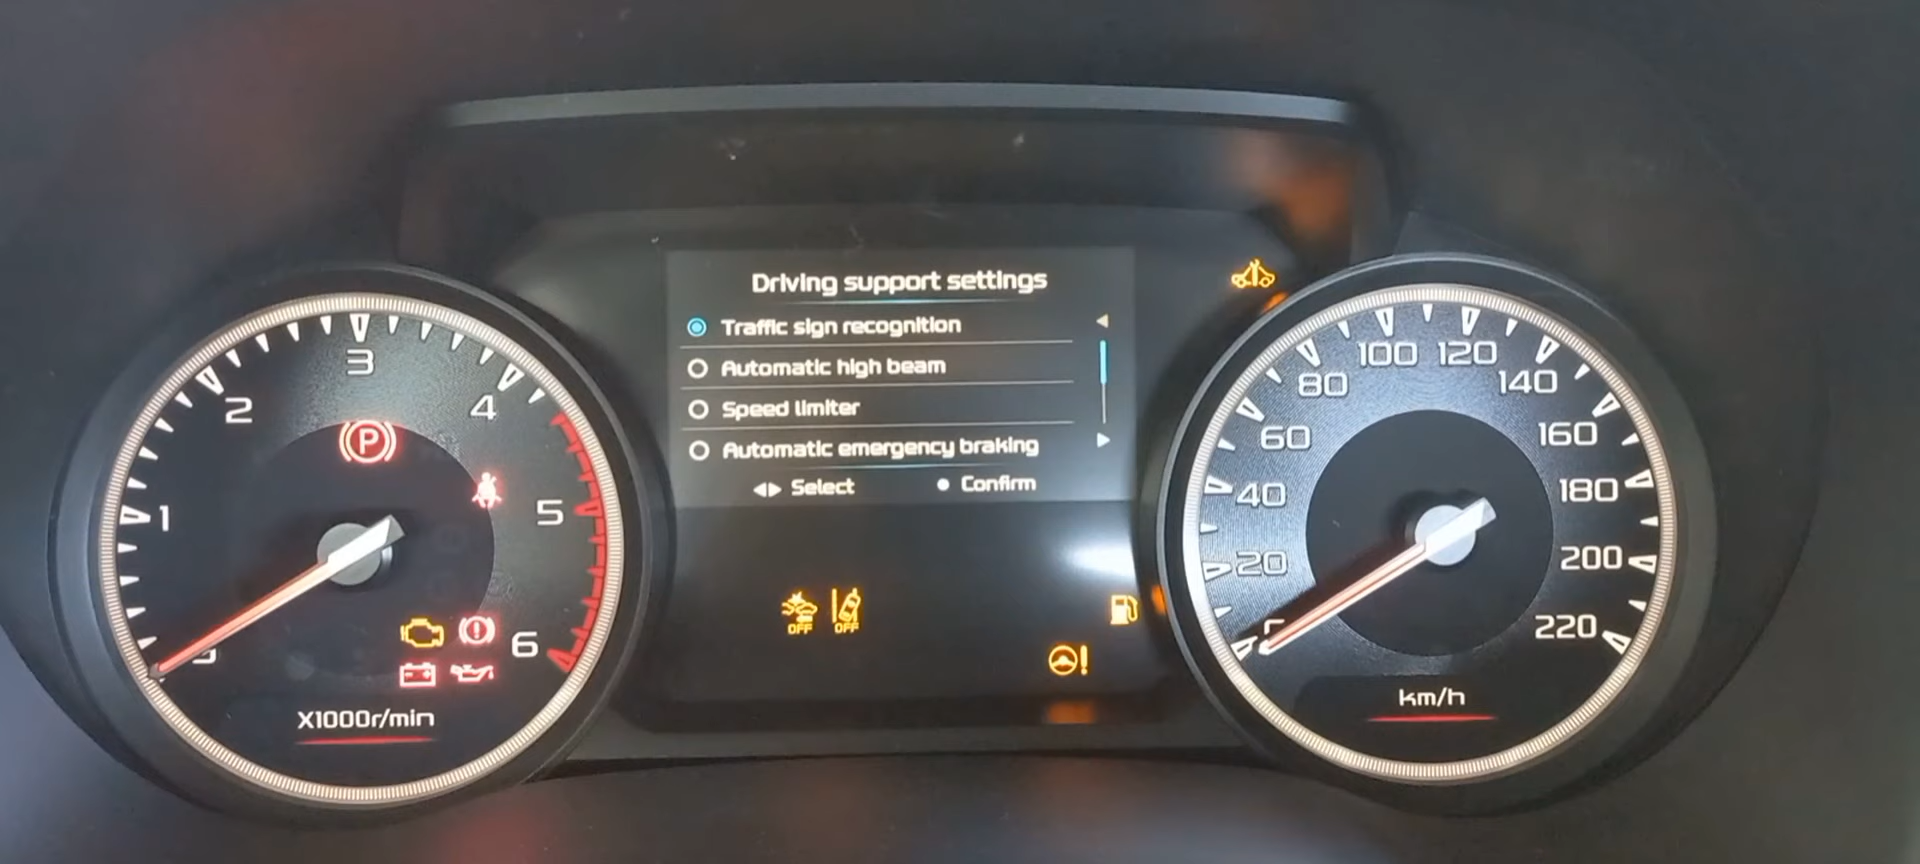 Driving support settings
Traffic sign recognition
Automatic high beam
Speed limiter
Automatic emergency braking
Select
Confirm
1
2
3
4
5
6
P
OFF
OFF
X1000r/min
20
40
60
80
100
120
140
160
180
200
220
km/h